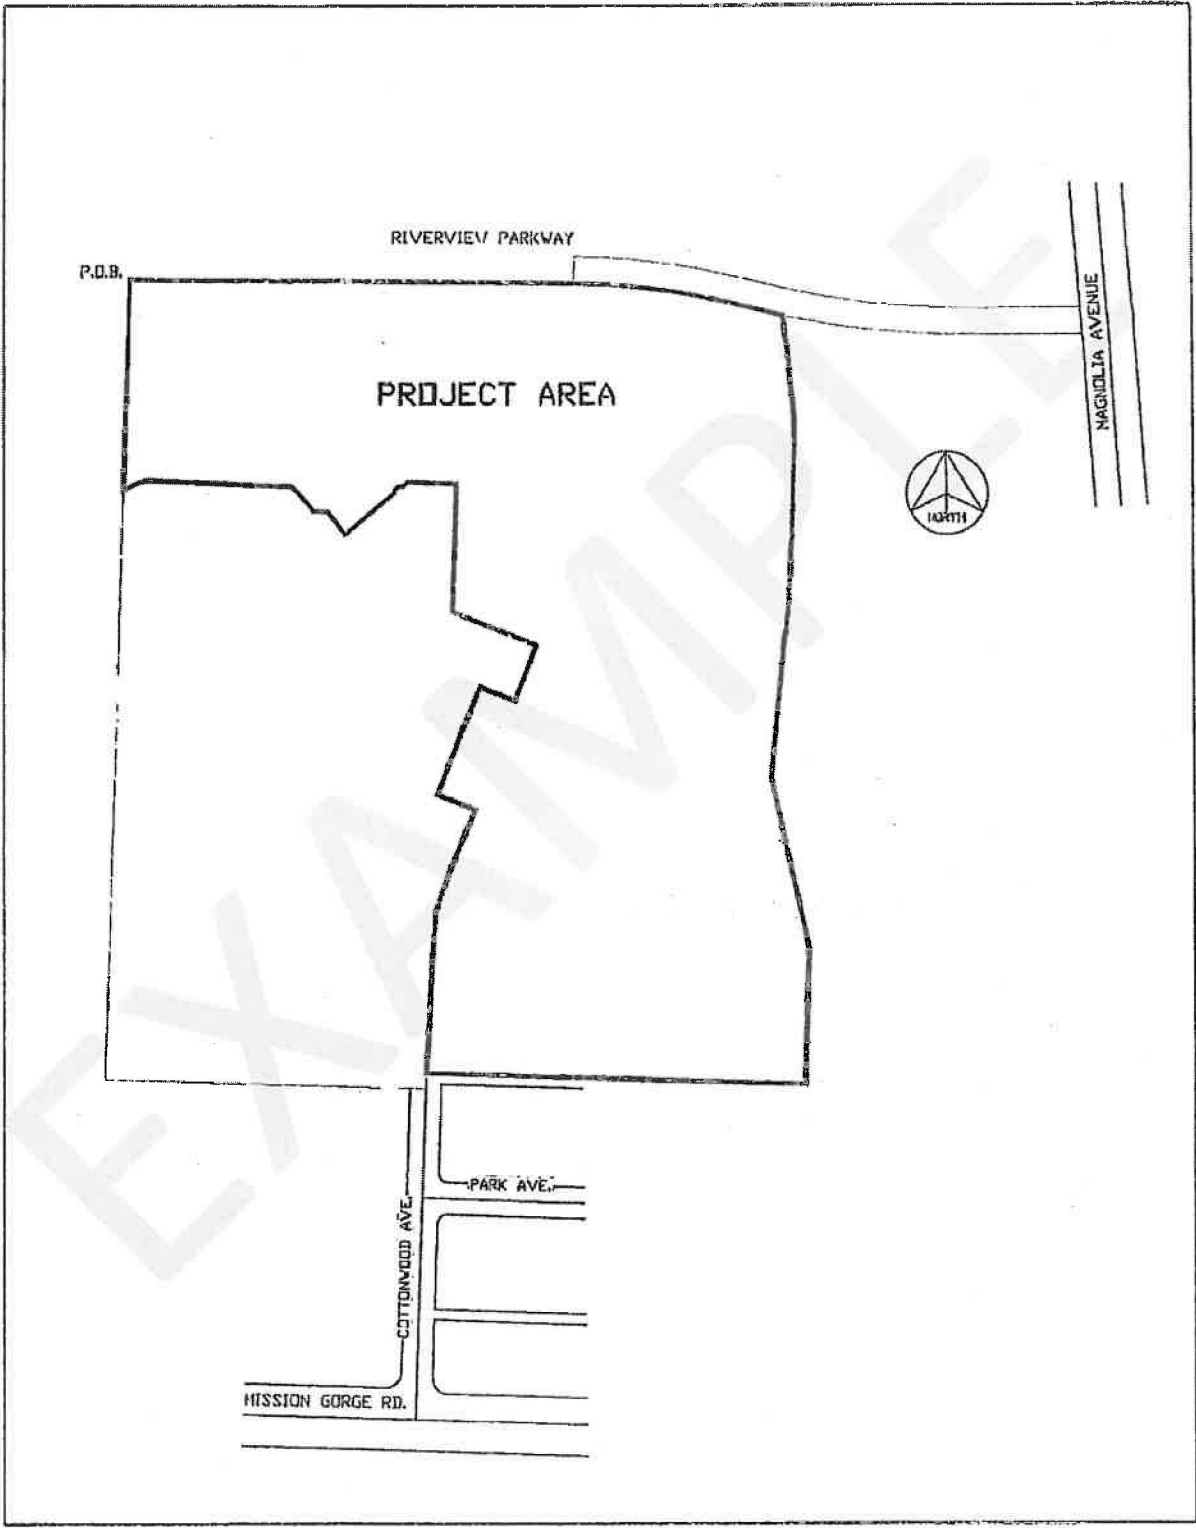 RIVERVIEW PARKWAY
P.O.B.
MAGNOLIA AVENUE
PROJECT AREA
NORTH
PARK AVE.
COTTONWOOD AVE.
MISSION GORGE RD.
EXAMPLE